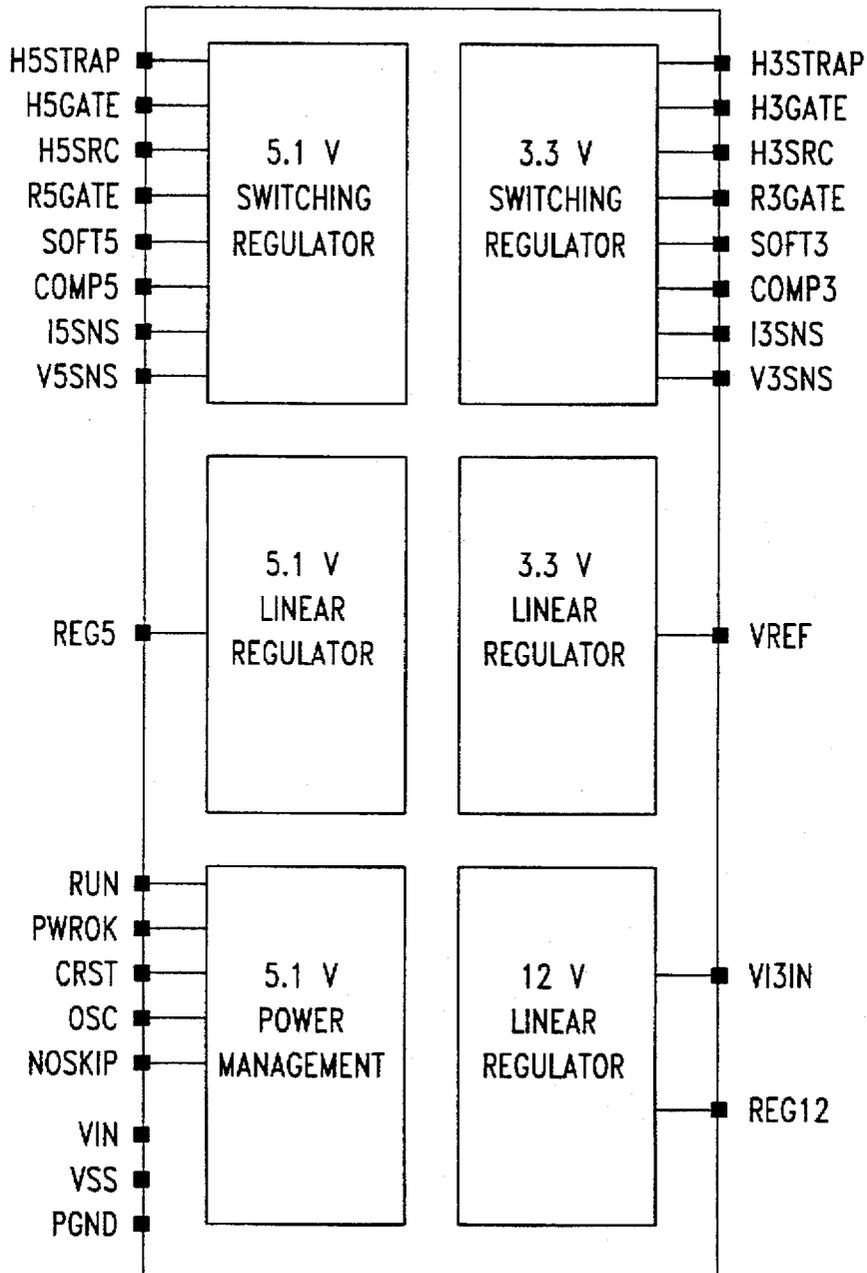 H5STRAP
H5GATE
H5SRC
R5GATE
SOFT5
COMP5
I5SNS
V5SNS
5.1 V
SWITCHING
REGULATOR
3.3 V
SWITCHING
REGULATOR
H3STRAP
H3GATE
H3SRC
R3GATE
SOFT3
COMP3
I3SNS
V3SNS
REG5
5.1 V
LINEAR
REGULATOR
3.3 V
LINEAR
REGULATOR
VREF
RUN
PWROK
CRST
OSC
NOSKIP
VIN
VSS
PGND
5.1 V
POWER
MANAGEMENT
12 V
LINEAR
REGULATOR
VI3IN
REG12